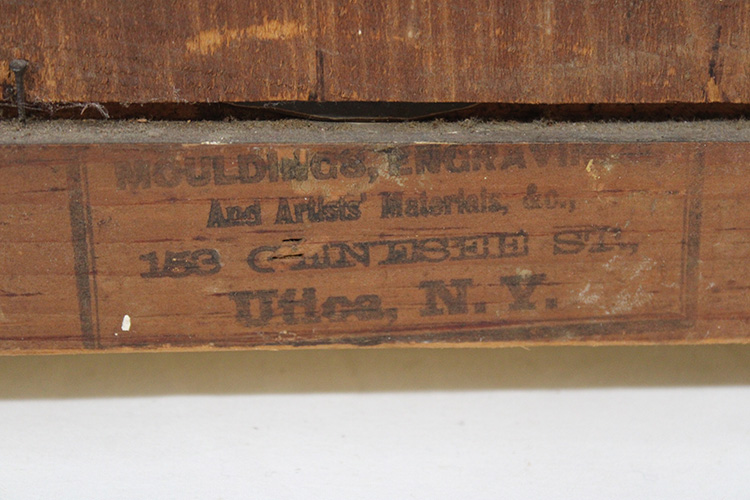 MOULDINGS, ENGRAVINGS
And Artists' Materials, &c.,
153 GENESEE ST.,
Utica, N. Y.